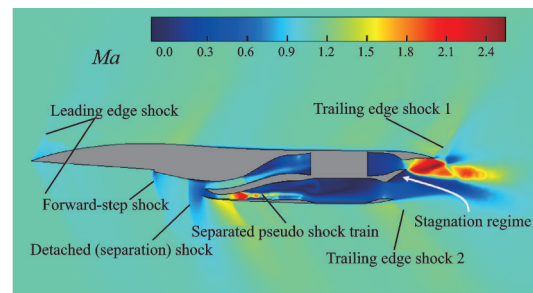 Ma
0.0 0.3 0.6 0.9 1.2 1.5 1.8 2.1 2.4
Leading edge shock
Trailing edge shock 1
Forward-step shock
Stagnation regime
Separated pseudo shock train
Detached (separation) shock
Trailing edge shock 2